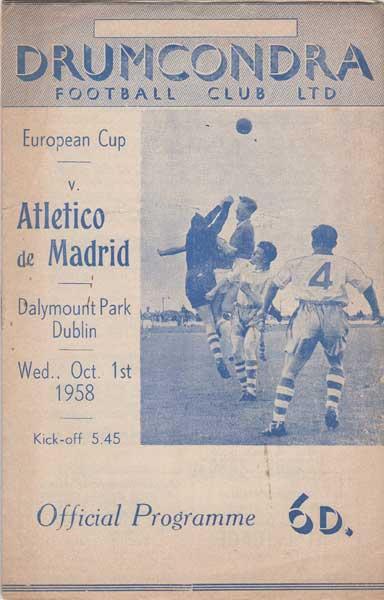 DRUMCONDRA
FOOTBALL CLUB LTD
European Cup
v.
Atletico
de Madrid
Dalymount Park
Dublin
Wed., Oct. 1st
1958
Kick-off 5.45
4
Official Programme 6D.